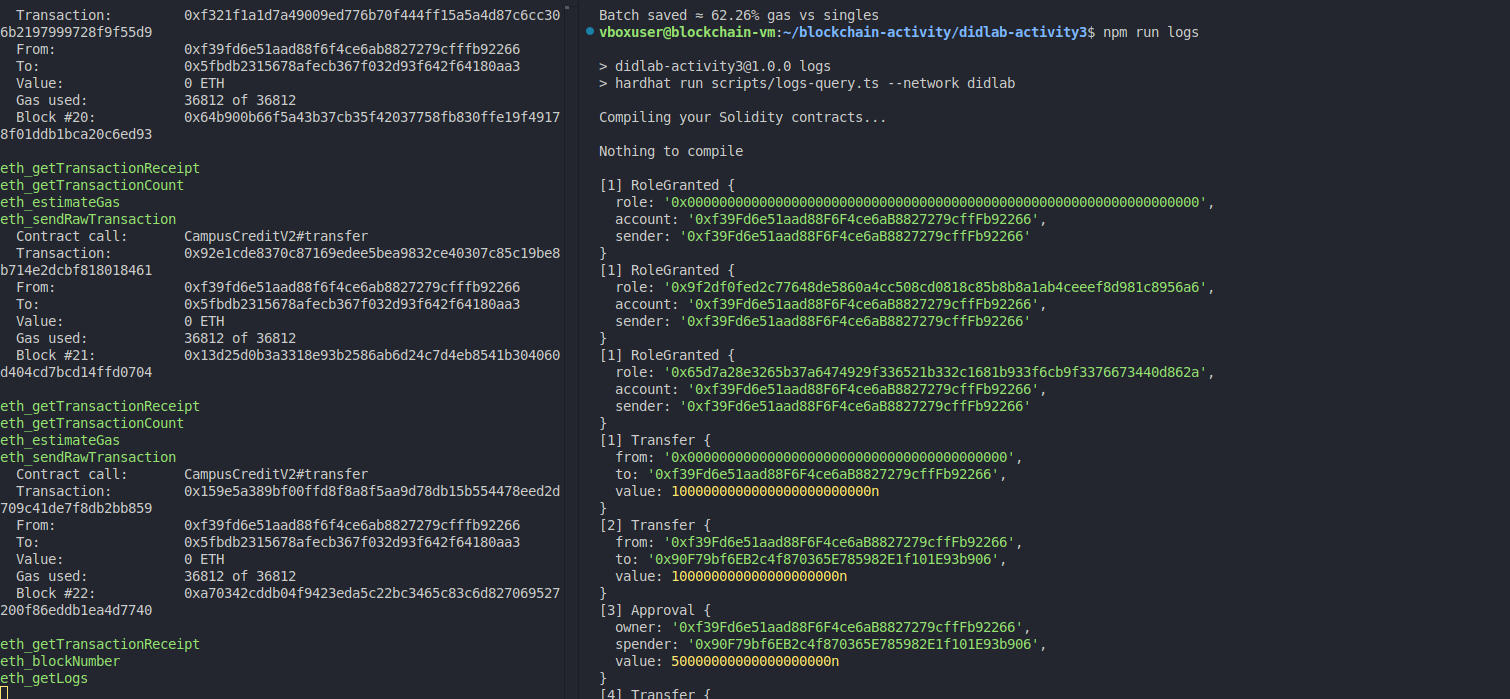 Transaction:         0xf321f1a1d7a49009ed776b70f444ff15a5a4d87c6cc30
6b2197999728f9f55d9
  From:                0xf39fd6e51aad88f6f4ce6ab8827279cfffb92266
  To:                  0x5fbdb2315678afecb367f032d93f642f64180aa3
  Value:               0 ETH
  Gas used:            36812 of 36812
  Block #20:           0x64b900b66f5a43b37cb35f42037758fb830ffe19f4917
8f01ddb1bca20c6ed93

eth_getTransactionReceipt
eth_getTransactionCount
eth_estimateGas
eth_sendRawTransaction
  Contract call:       CampusCreditV2#transfer
  Transaction:         0x92e1cde8370c87169edee5bea9832ce40307c85c19be8
b714e2dcbf818018461
  From:                0xf39fd6e51aad88f6f4ce6ab8827279cfffb92266
  To:                  0x5fbdb2315678afecb367f032d93f642f64180aa3
  Value:               0 ETH
  Gas used:            36812 of 36812
  Block #21:           0x13d25d0b3a3318e93b2586ab6d24c7d4eb8541b304060
d404cd7bcd14ffd0704

eth_getTransactionReceipt
eth_getTransactionCount
eth_estimateGas
eth_sendRawTransaction
  Contract call:       CampusCreditV2#transfer
  Transaction:         0x159e5a389bf00ffd8f8a8f5aa9d78db15b554478eed2d
709c41de7f8db2bb859
  From:                0xf39fd6e51aad88f6f4ce6ab8827279cfffb92266
  To:                  0x5fbdb2315678afecb367f032d93f642f64180aa3
  Value:               0 ETH
  Gas used:            36812 of 36812
  Block #22:           0xa70342cddb04f9423eda5c22bc3465c83c6d827069527
200f86eddb1ea4d7740

eth_getTransactionReceipt
eth_blockNumber
eth_getLogs
Batch saved ≈ 62.26% gas vs singles
vboxuser@blockchain-vm:~/blockchain-activity/didlab-activity3$ npm run logs

> didlab-activity3@1.0.0 logs
> hardhat run scripts/logs-query.ts --network didlab

Compiling your Solidity contracts...

Nothing to compile

[1] RoleGranted {
  role: '0x0000000000000000000000000000000000000000000000000000000000000000',
  account: '0xf39Fd6e51aad88F6F4ce6aB8827279cffFb92266',
  sender: '0xf39Fd6e51aad88F6F4ce6aB8827279cffFb92266'
}
[1] RoleGranted {
  role: '0x9f2df0fed2c77648de5860a4cc508cd0818c85b8b8a1ab4ceeef8d981c8956a6',
  account: '0xf39Fd6e51aad88F6F4ce6aB8827279cffFb92266',
  sender: '0xf39Fd6e51aad88F6F4ce6aB8827279cffFb92266'
}
[1] RoleGranted {
  role: '0x65d7a28e3265b37a6474929f336521b332c1681b933f6cb9f3376673440d862a',
  account: '0xf39Fd6e51aad88F6F4ce6aB8827279cffFb92266',
  sender: '0xf39Fd6e51aad88F6F4ce6aB8827279cffFb92266'
}
[1] Transfer {
  from: '0x0000000000000000000000000000000000000000',
  to: '0xf39Fd6e51aad88F6F4ce6aB8827279cffFb92266',
  value: 1000000000000000000000000n
}
[2] Transfer {
  from: '0xf39Fd6e51aad88F6F4ce6aB8827279cffFb92266',
  to: '0x90F79bf6EB2c4f870365E785982E1f101E93b906',
  value: 100000000000000000000n
}
[3] Approval {
  owner: '0xf39Fd6e51aad88F6F4ce6aB8827279cffFb92266',
  spender: '0x90F79bf6EB2c4f870365E785982E1f101E93b906',
  value: 50000000000000000000n
}
[4] Transfer {